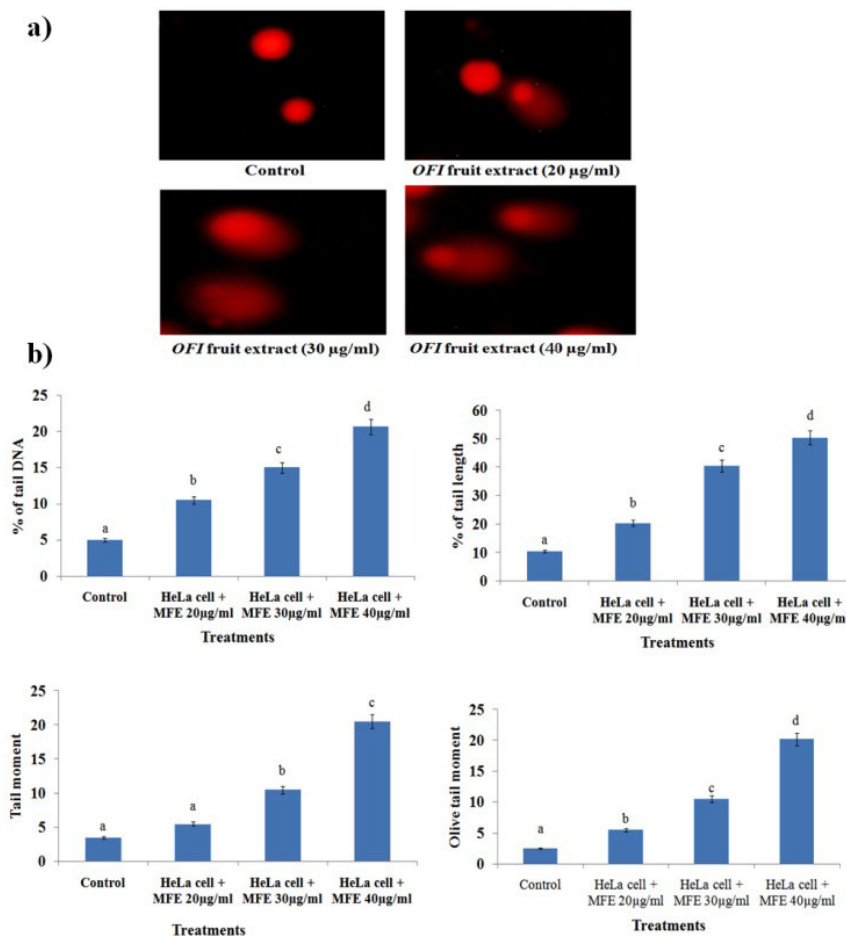 a)
Control
OFI fruit extract (20 µg/ml)
OFI fruit extract (30 µg/ml)
OFI fruit extract (40 µg/ml)
b)
% of tail DNA
25
20
15
10
5
0
a
b
c
d
Control
HeLa cell + MFE 20µg/ml
HeLa cell + MFE 30µg/ml
HeLa cell + MFE 40µg/ml
Treatments
% of tail length
60
50
40
30
20
10
0
a
b
c
d
Control
HeLa cell + MFE 20µg/ml
HeLa cell + MFE 30µg/ml
HeLa cell + MFE 40µg/m
Treatments
Tail moment
25
20
15
10
5
0
a
a
b
c
Control
HeLa cell + MFE 20µg/ml
HeLa cell + MFE 30µg/ml
HeLa cell + MFE 40µg/ml
Treatments
Olive tail moment
25
20
15
10
5
0
a
b
c
d
Control
HeLa cell + MFE 20µg/ml
HeLa cell + MFE 30µg/ml
HeLa cell + MFE 40µg/ml
Treatments